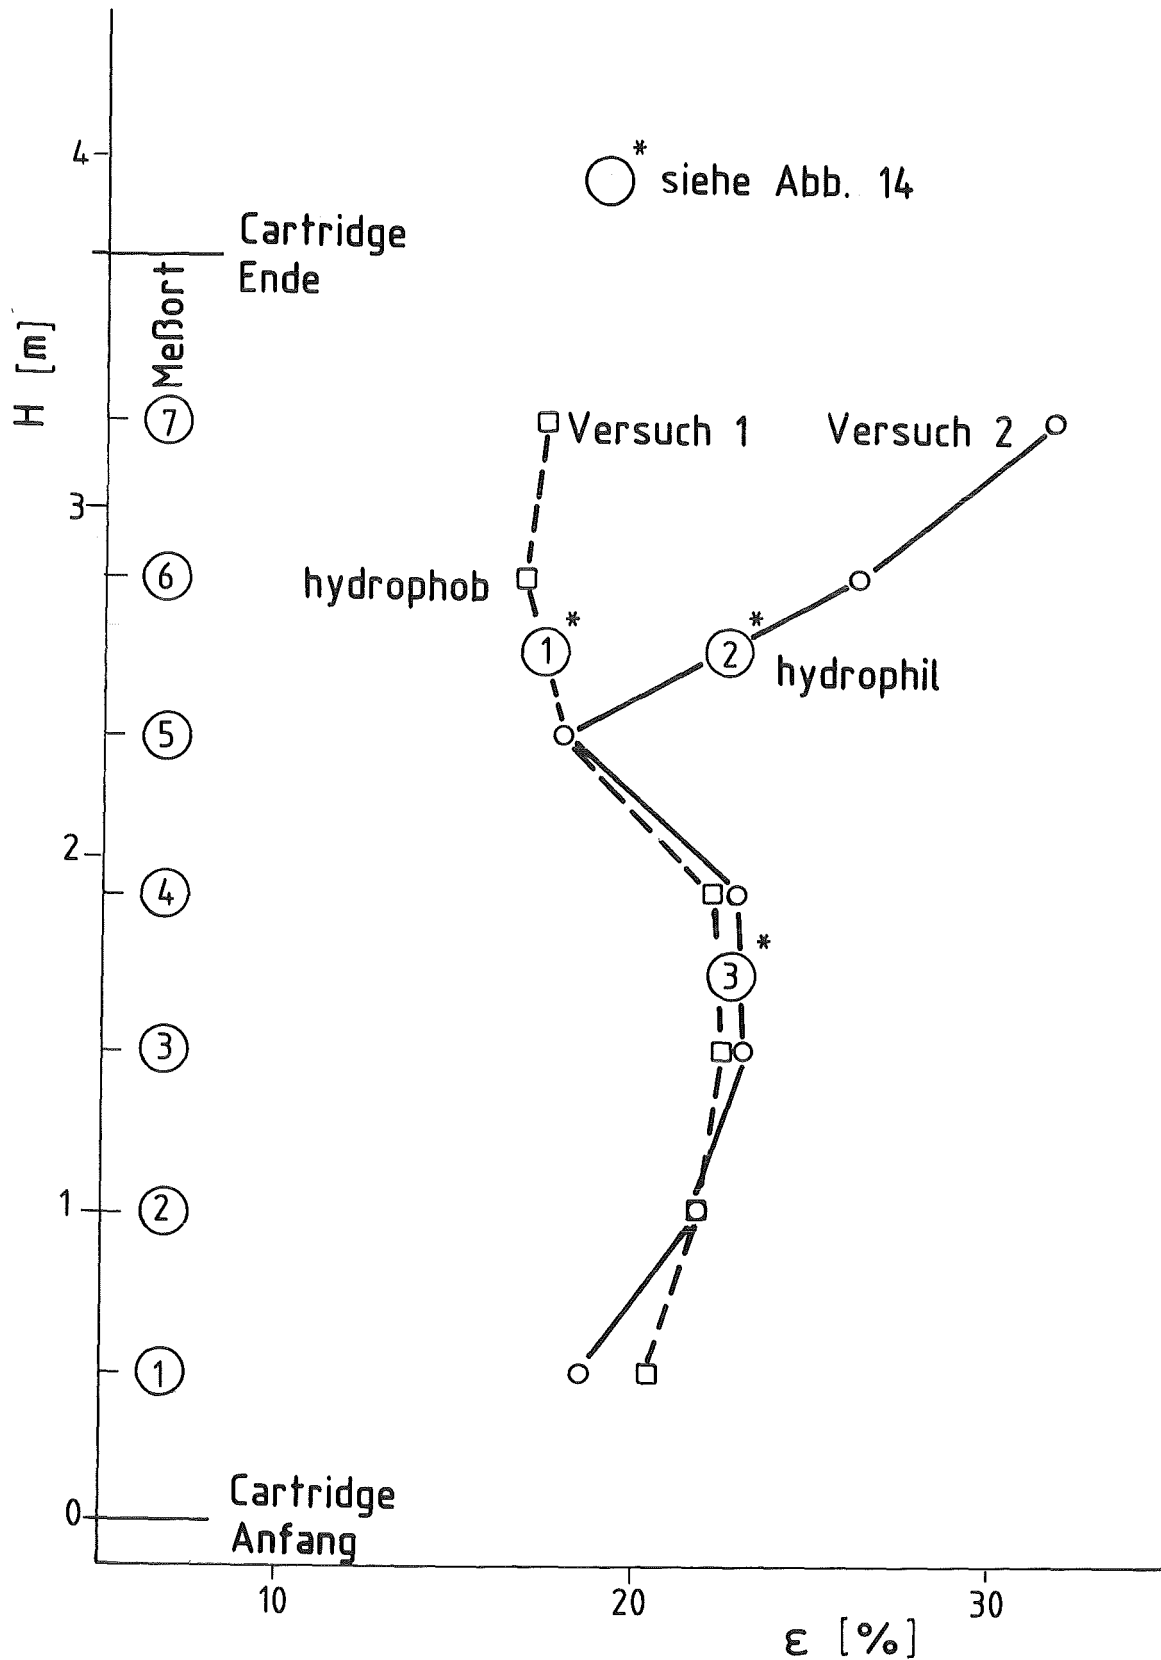 4
* siehe Abb. 14
Cartridge
Ende
H [m]
Meßort
7
Versuch 1
Versuch 2
3
6
hydrophob
1*
2*
hydrophil
5
2
4
3*
3
1
2
1
Cartridge
Anfang
0
10
20
30
ε [%]